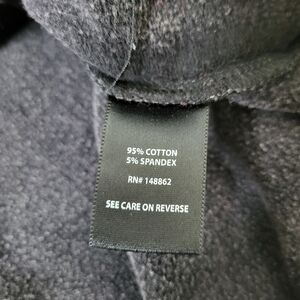 95% COTTON
5% SPANDEX
RN# 148862
SEE CARE ON REVERSE